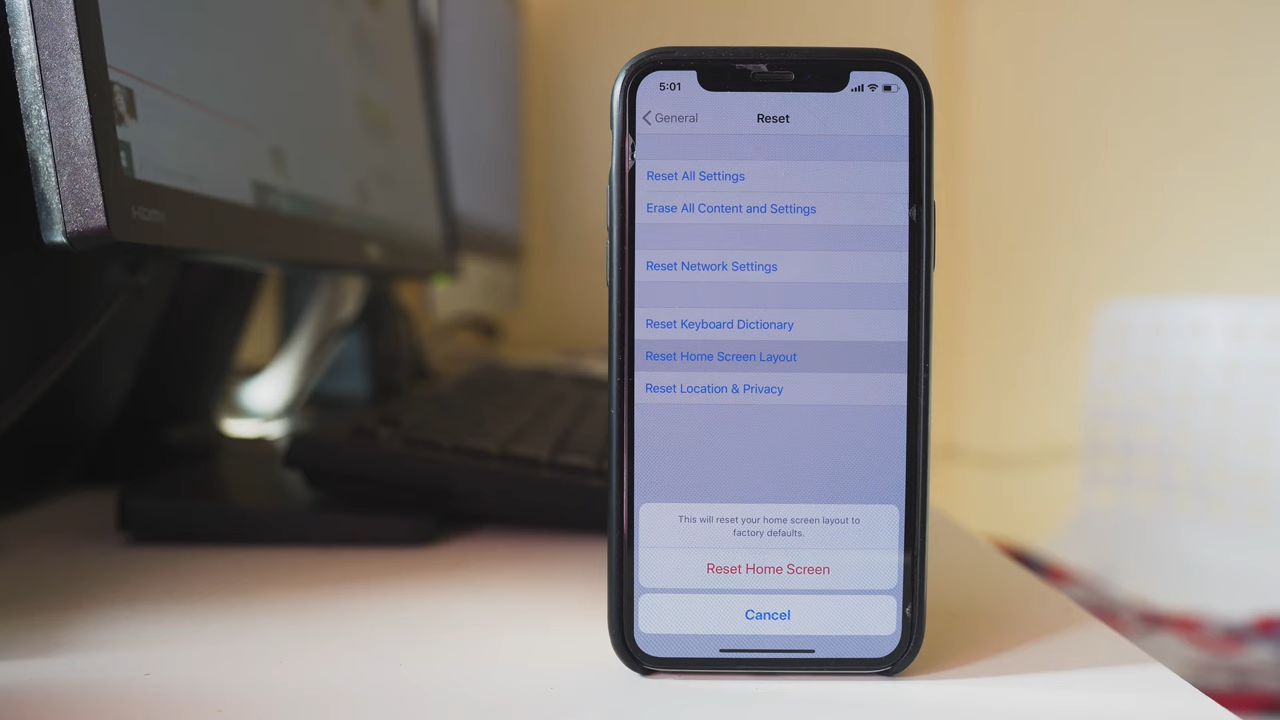 HDMI
5:01
General
Reset
Reset All Settings
Erase All Content and Settings
Reset Network Settings
Reset Keyboard Dictionary
Reset Home Screen Layout
Reset Location & Privacy
This will reset your home screen layout to
factory defaults.
Reset Home Screen
Cancel